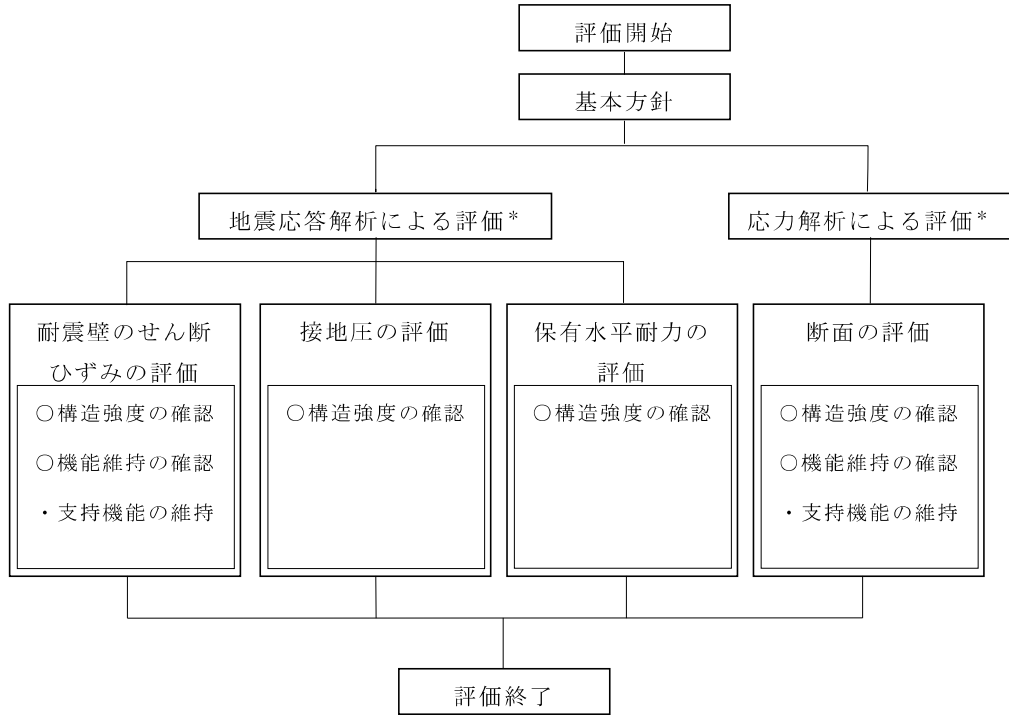 評価開始
基本方針
地震応答解析による評価*
応力解析による評価*
耐震壁のせん断
ひずみの評価
○構造強度の確認
○機能維持の確認
・支持機能の維持
接地圧の評価
○構造強度の確認
保有水平耐力の
評価
○構造強度の確認
断面の評価
○構造強度の確認
○機能維持の確認
・支持機能の維持
評価終了